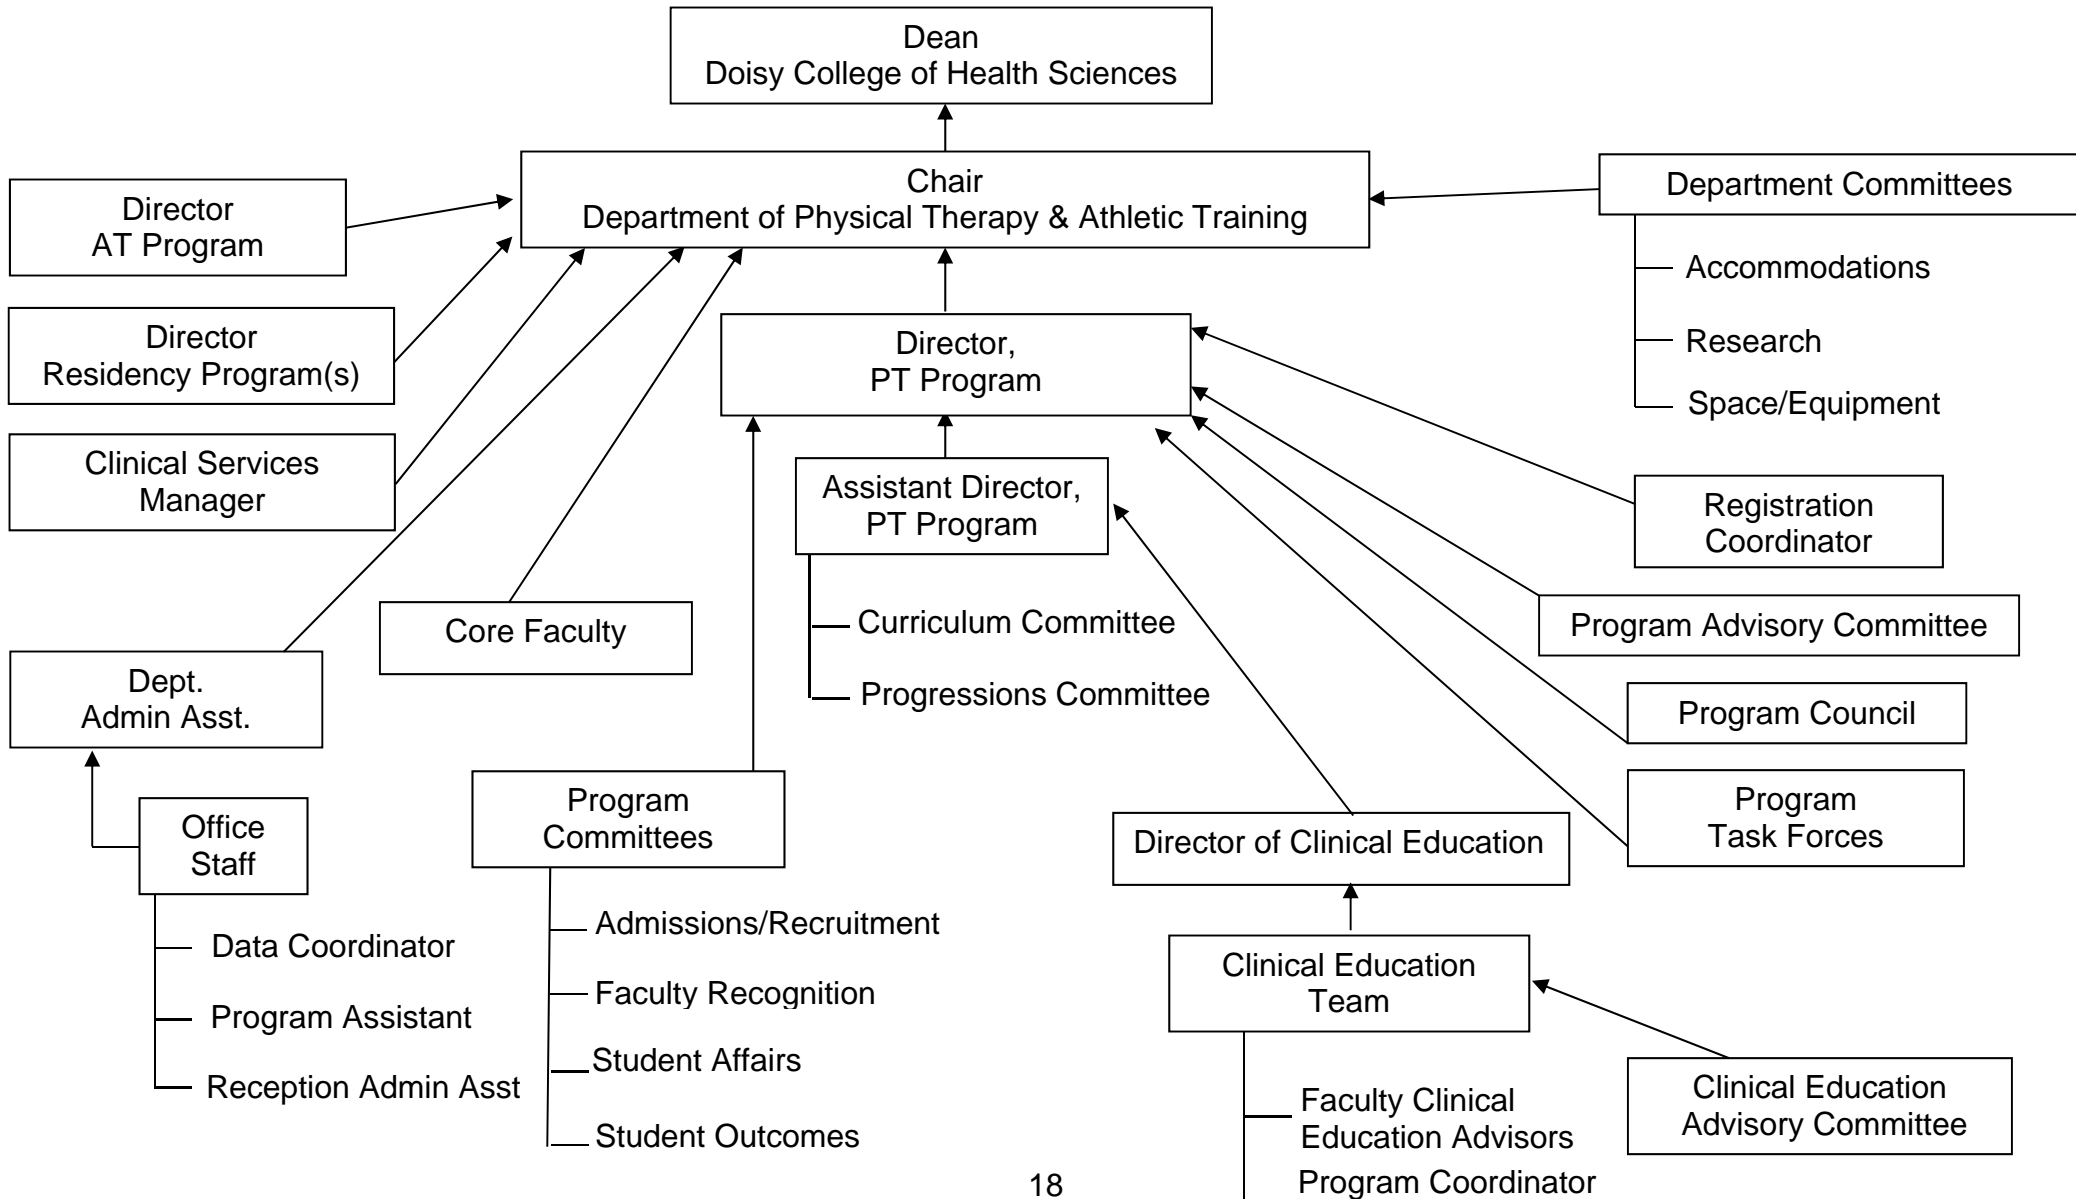 Dean
Doisy College of Health Sciences
Chair
Department of Physical Therapy & Athletic Training
Department Committees
Accommodations
Research
Space/Equipment
Director
AT Program
Director
Residency Program(s)
Clinical Services
Manager
Director,
PT Program
Assistant Director,
PT Program
Curriculum Committee
Progressions Committee
Registration
Coordinator
Program Advisory Committee
Program Council
Program
Task Forces
Core Faculty
Dept.
Admin Asst.
Office
Staff
Data Coordinator
Program Assistant
Reception Admin Asst
Program
Committees
Admissions/Recruitment
Faculty Recognition
Student Affairs
Student Outcomes
Director of Clinical Education
Clinical Education
Team
Faculty Clinical
Education Advisors
Program Coordinator
Clinical Education
Advisory Committee
18